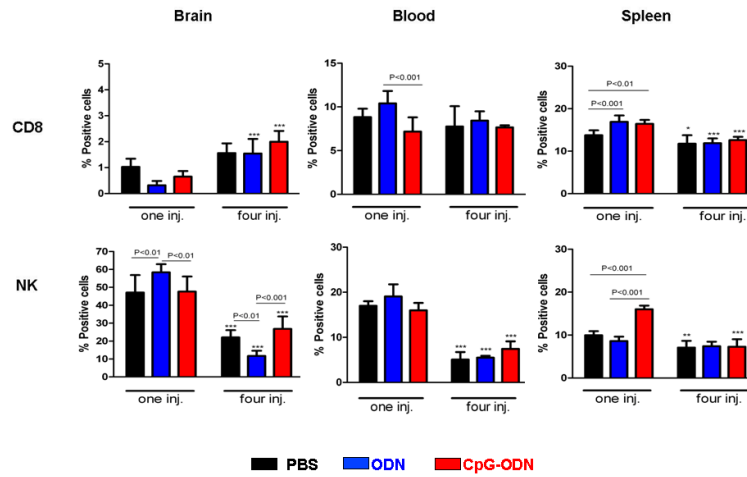 Brain Blood Spleen
CD8
% Positive cells
5
4
3
2
1
0
*** ***
one inj. four inj.
% Positive cells
15
10
5
0
P<0.001
one inj. four inj.
% Positive cells
30
20
10
0
P<0.01
P<0.001
* *** ***
one inj. four inj.
NK
% Positive cells
70
60
50
40
30
20
10
0
P<0.01 P<0.01
P<0.001
P<0.01
*** *** ***
one inj. four inj.
% Positive cells
30
20
10
0
*** *** ***
one inj. four inj.
% Positive cells
30
20
10
0
P<0.001
P<0.001
** ***
one inj. four inj.
PBS ODN CpG-ODN